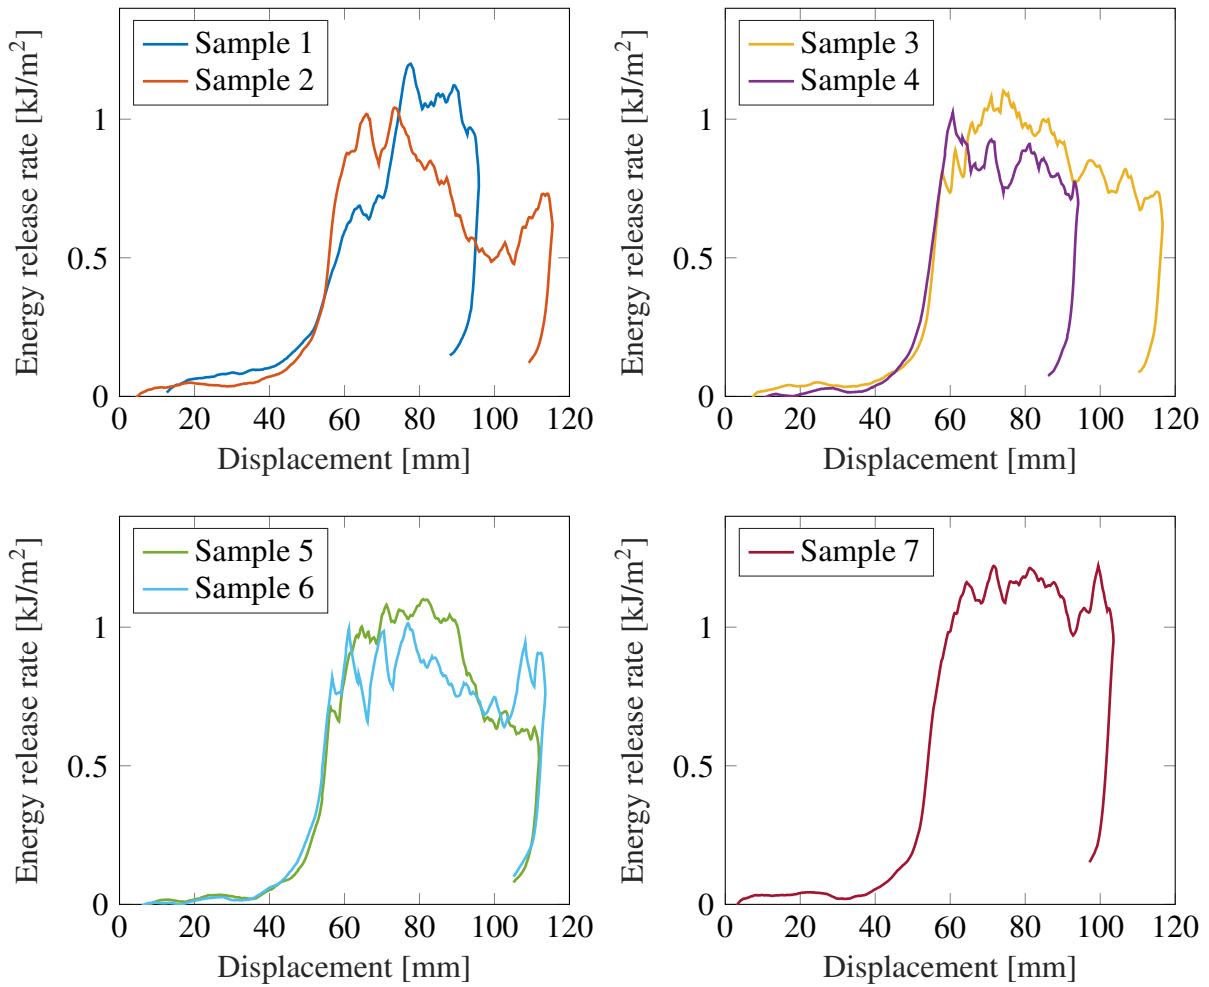 Sample 1
Sample 2
1
0.5
0
0 20 40 60 80 100 120
Displacement [mm]
Energy release rate [kJ/m²]
Sample 3
Sample 4
1
0.5
0
0 20 40 60 80 100 120
Displacement [mm]
Energy release rate [kJ/m²]
Sample 5
Sample 6
1
0.5
0
0 20 40 60 80 100 120
Displacement [mm]
Energy release rate [kJ/m²]
Sample 7
1
0.5
0
0 20 40 60 80 100 120
Displacement [mm]
Energy release rate [kJ/m²]